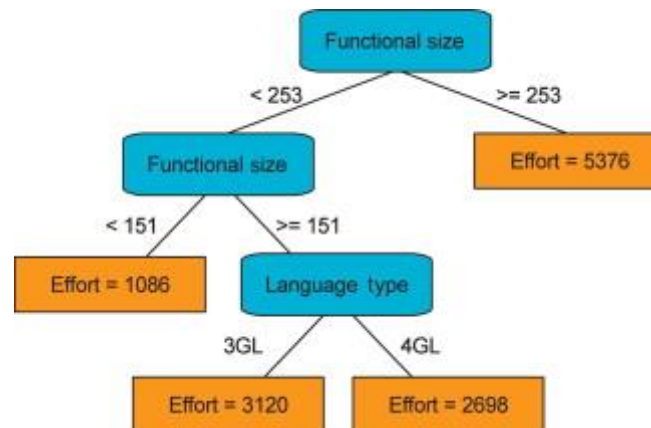 Functional size
< 253
>= 253
Functional size
Effort = 5376
< 151
>= 151
Effort = 1086
Language type
3GL
4GL
Effort = 3120
Effort = 2698